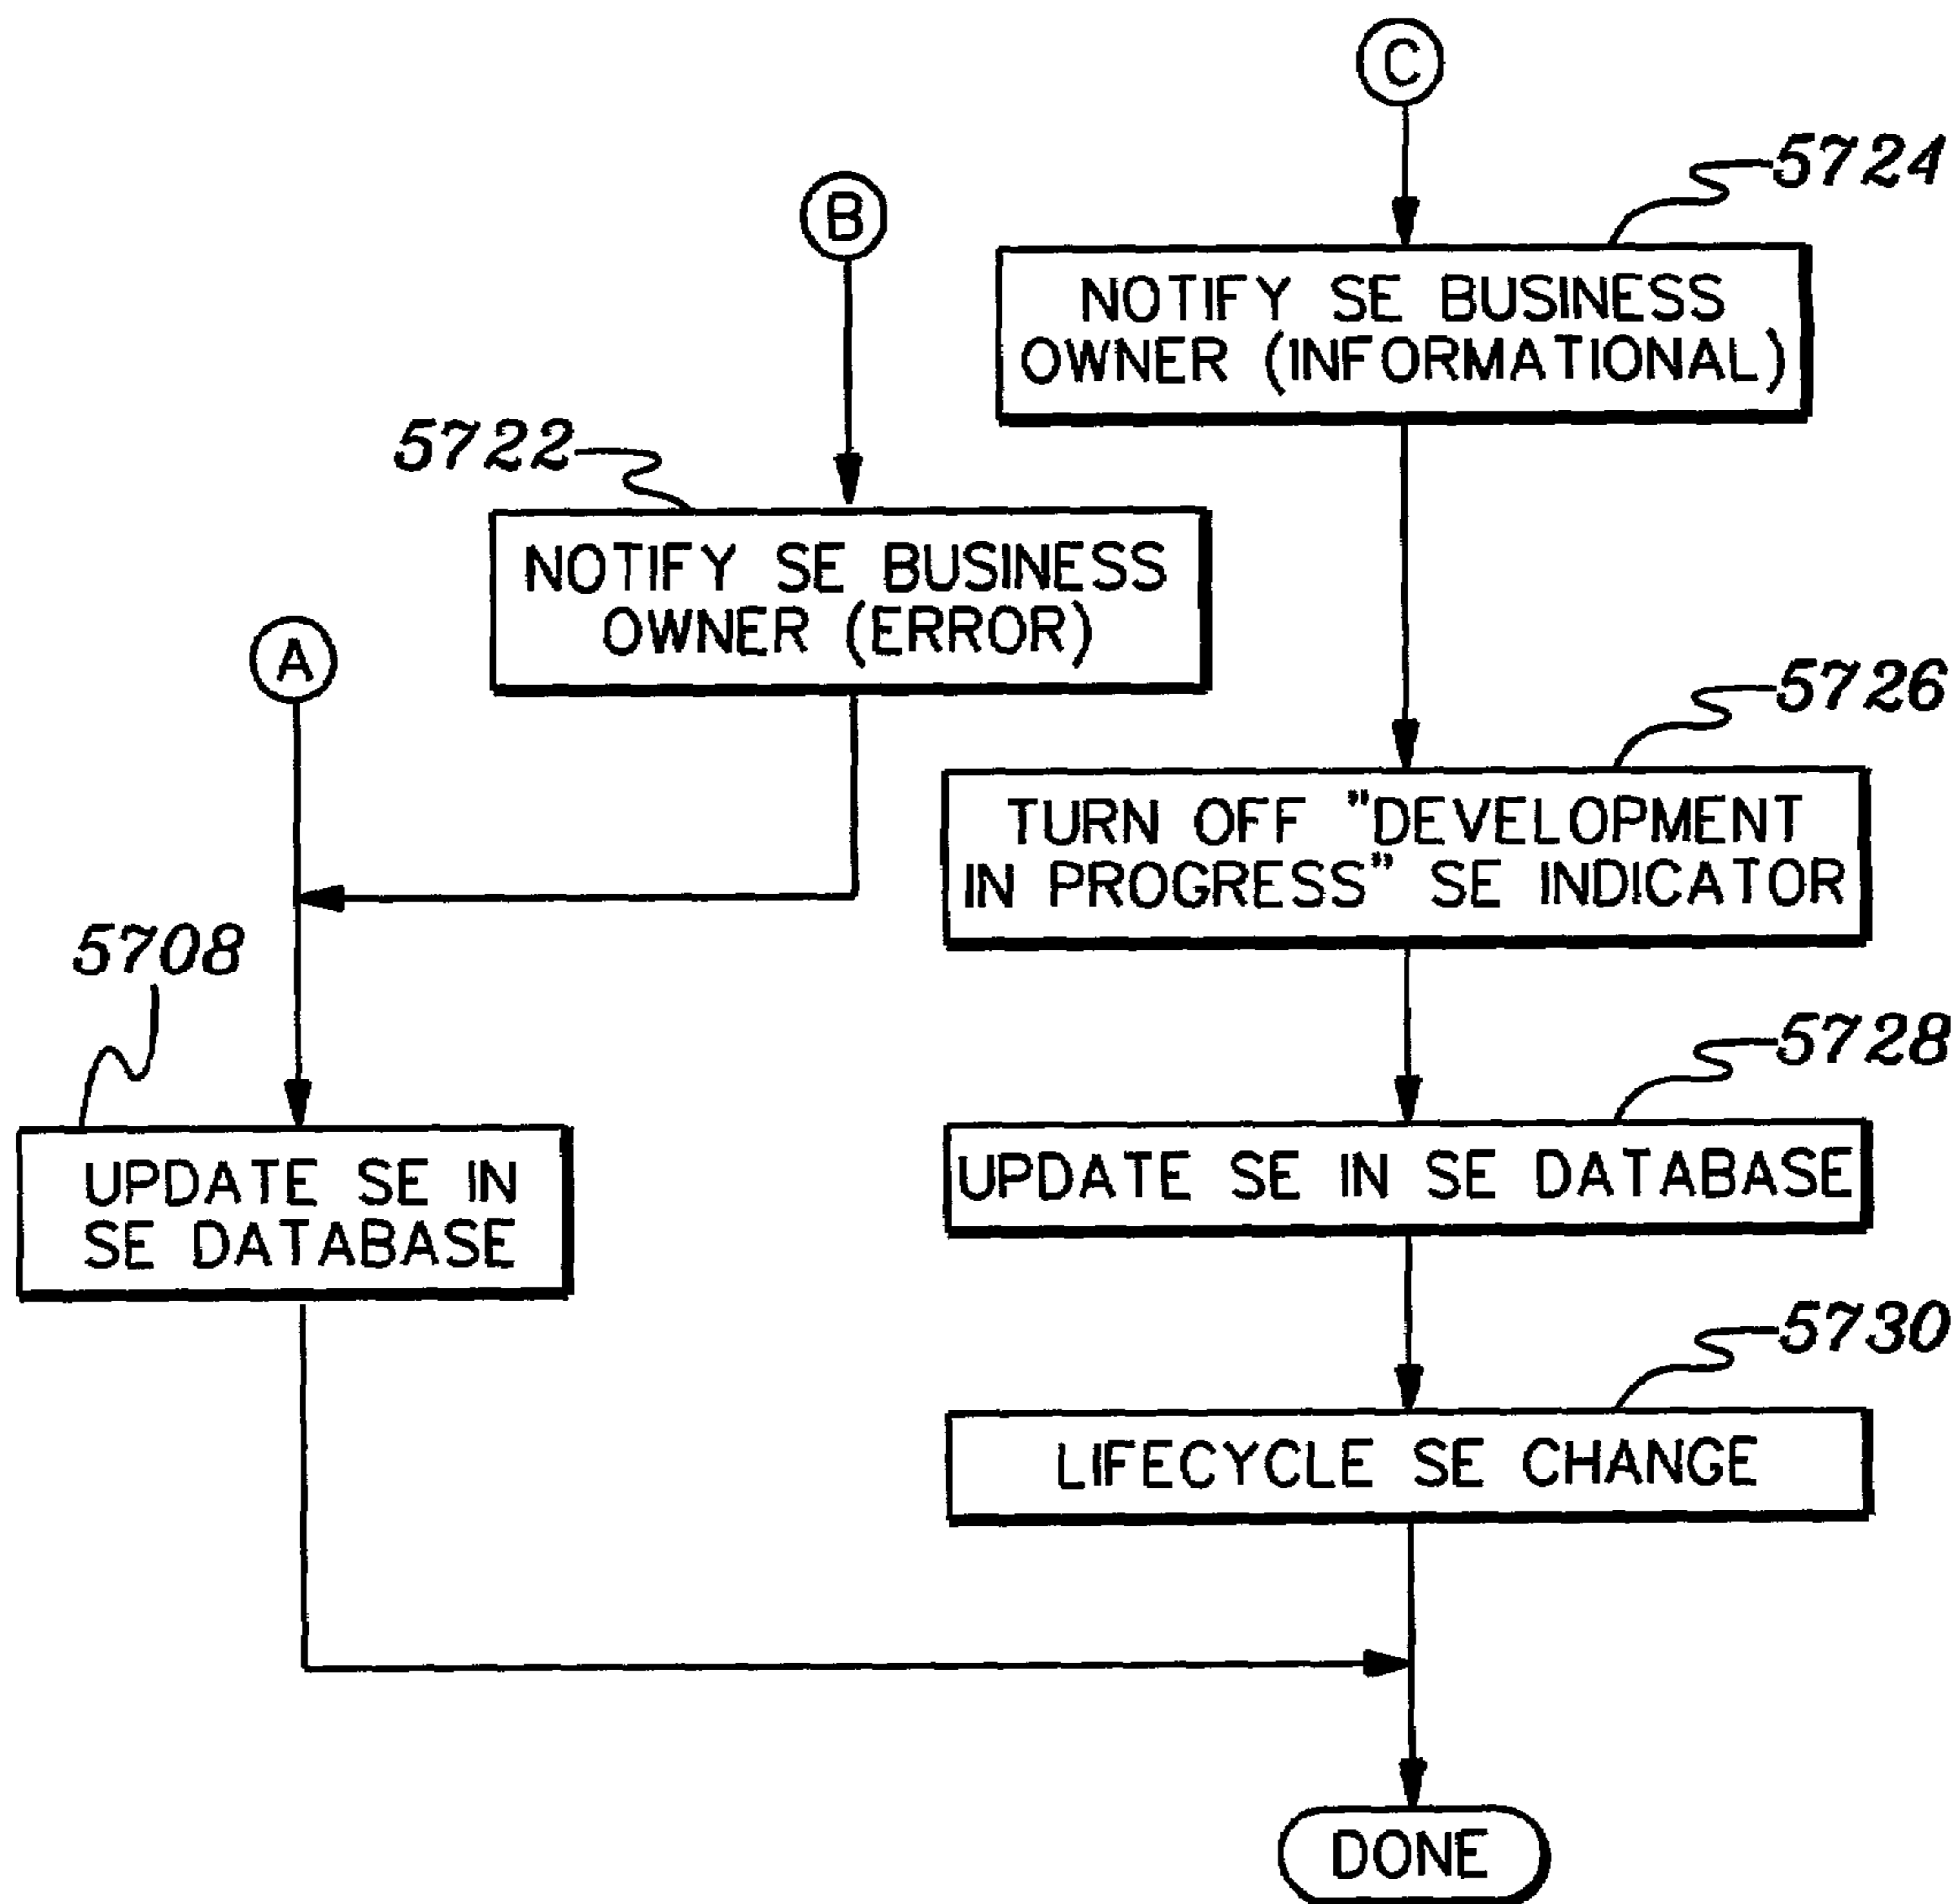 C
5724
B
NOTIFY SE BUSINESS
OWNER (INFORMATIONAL)
5722
NOTIFY SE BUSINESS
OWNER (ERROR)
A
5726
TURN OFF "DEVELOPMENT
IN PROGRESS" SE INDICATOR
5708
5728
UPDATE SE IN
SE DATABASE
UPDATE SE IN SE DATABASE
5730
LIFECYCLE SE CHANGE
DONE